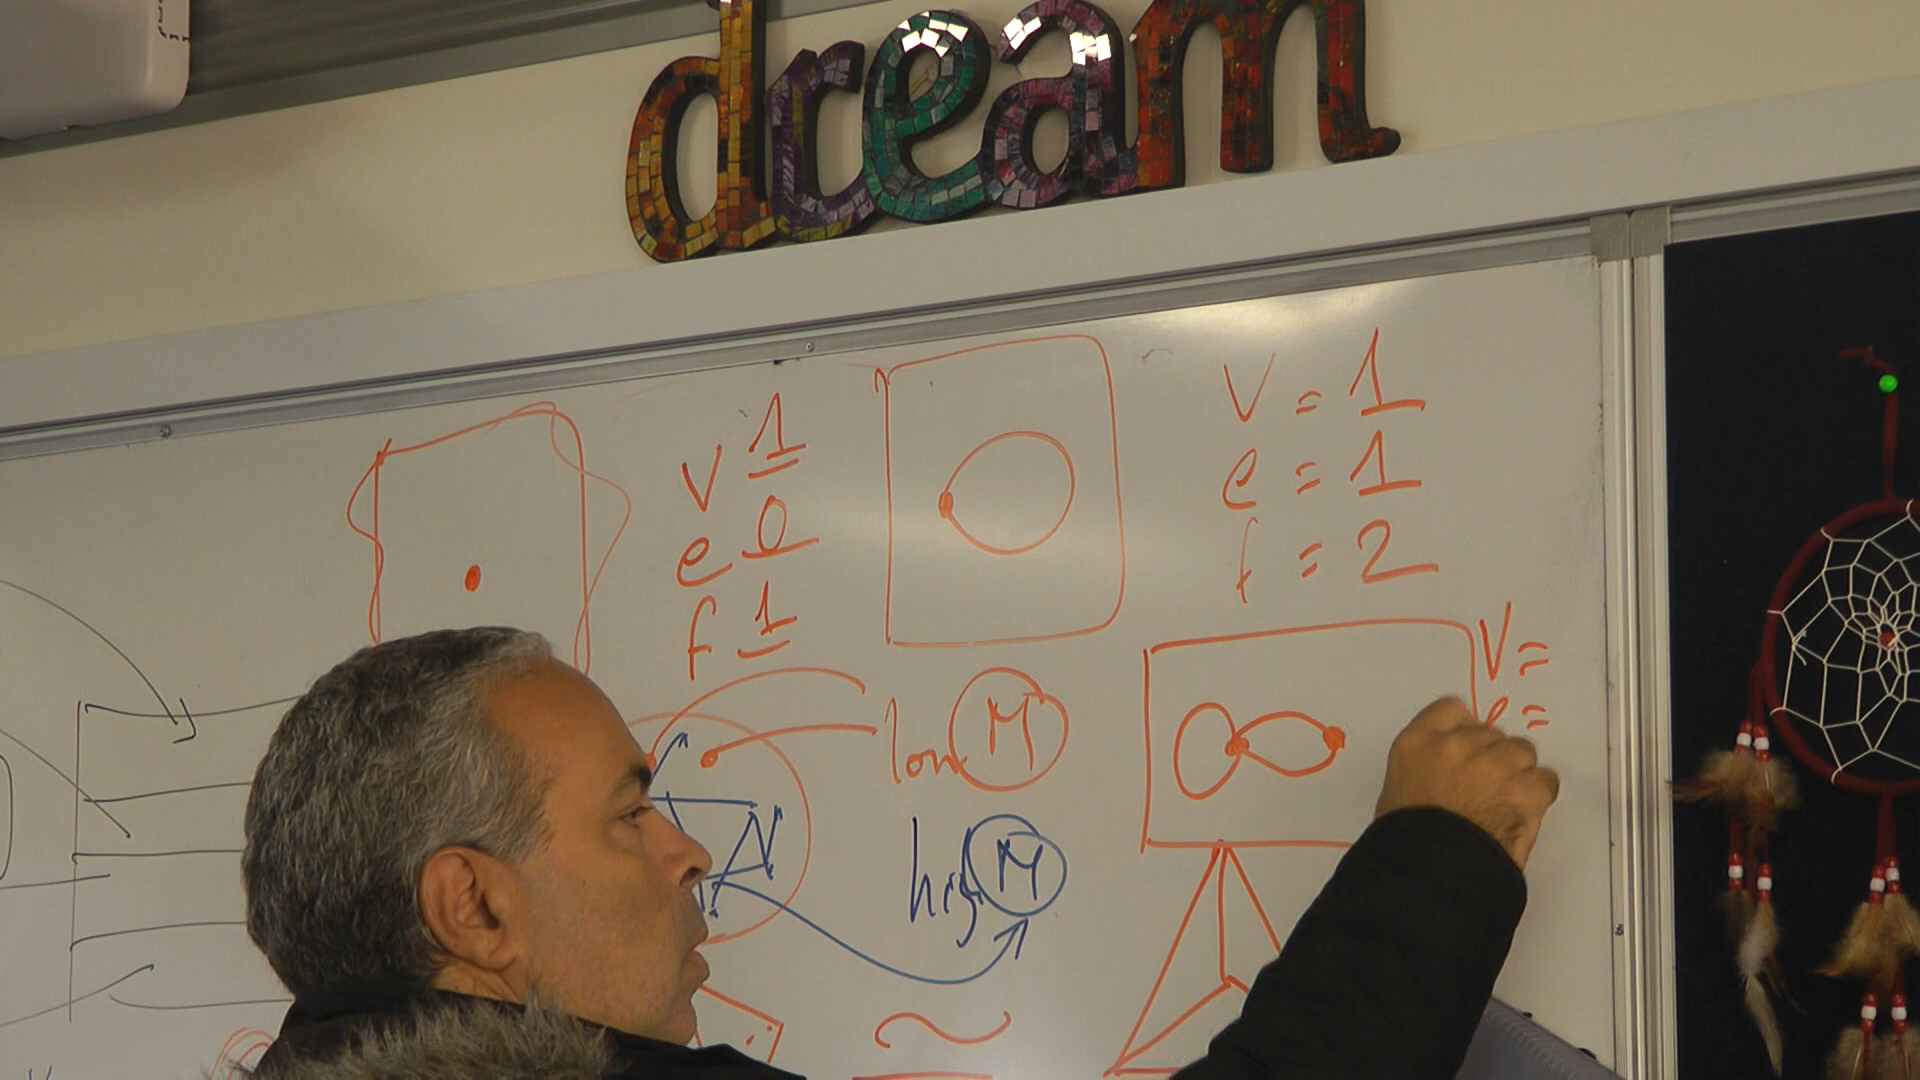 dream
V 1
e 0
f 1
V = 1
e = 1
f = 2
V =
e =
low M
high M